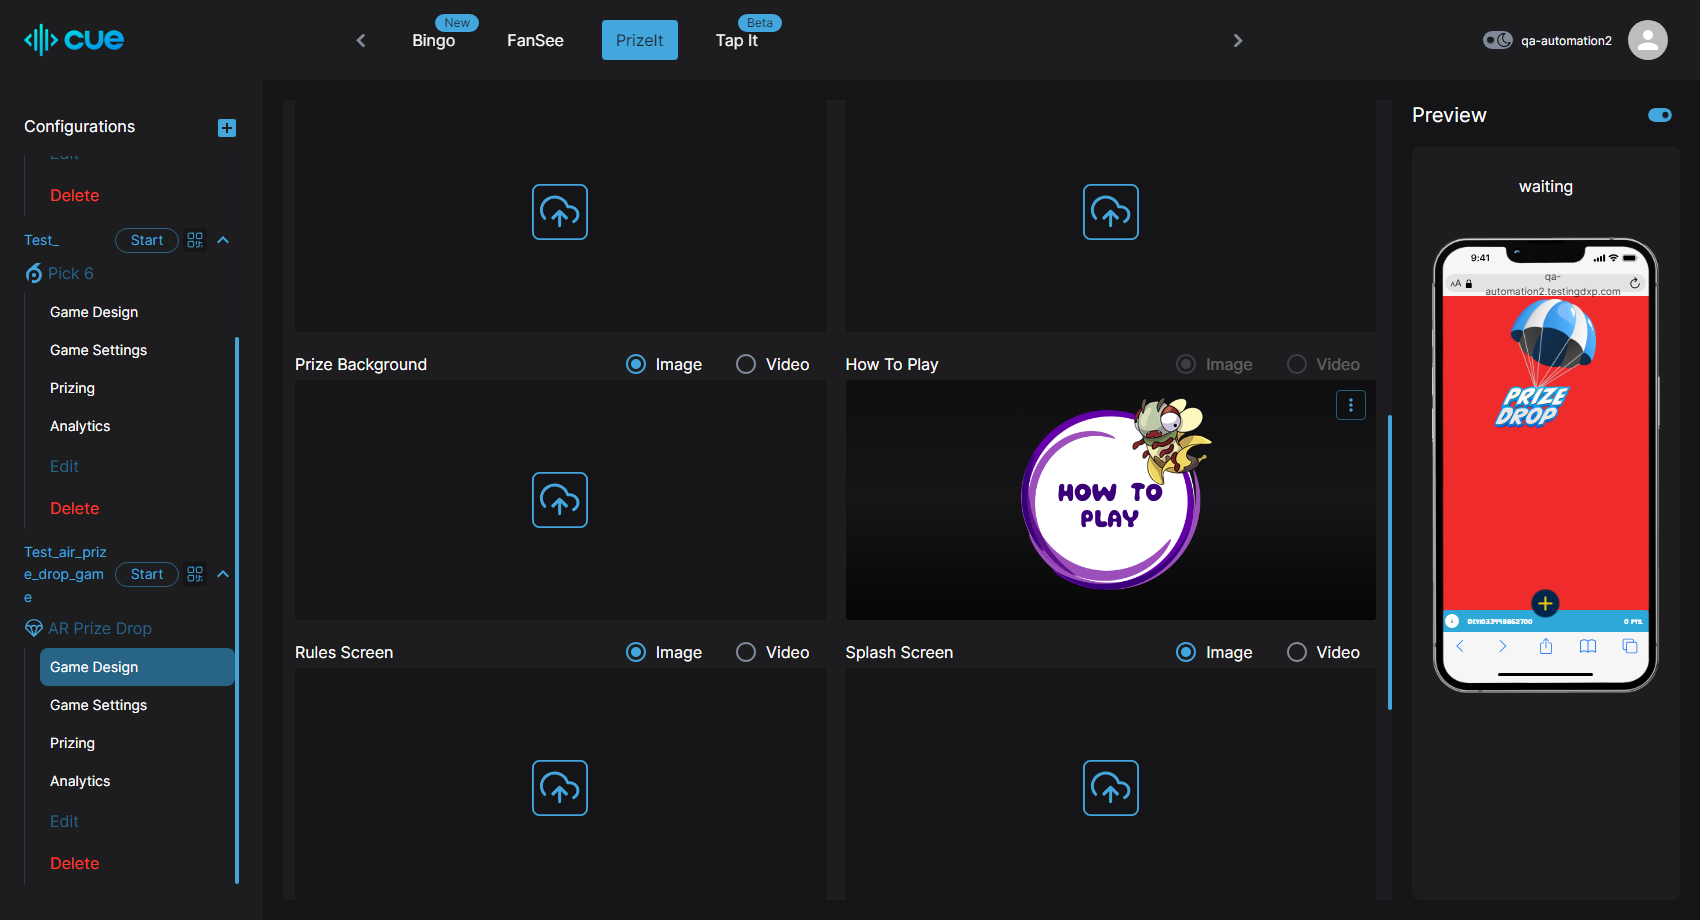 cue
New
Bingo
FanSee
PrizeIt
Beta
Tap It
qa-automation2
Configurations
Delete
Test_
Start
Pick 6
Game Design
Game Settings
Prizing
Analytics
Edit
Delete
Test_air_priz
e_drop_gam
e
Start
AR Prize Drop
Game Design
Game Settings
Prizing
Analytics
Edit
Delete
Prize Background
Image
Video
How To Play
Image
Video
HOW TO
PLAY
Rules Screen
Image
Video
Splash Screen
Image
Video
Preview
waiting
9:41
AA
qa-
automation2.testingdxp.com
PRIZE
DROP
0 PTS.